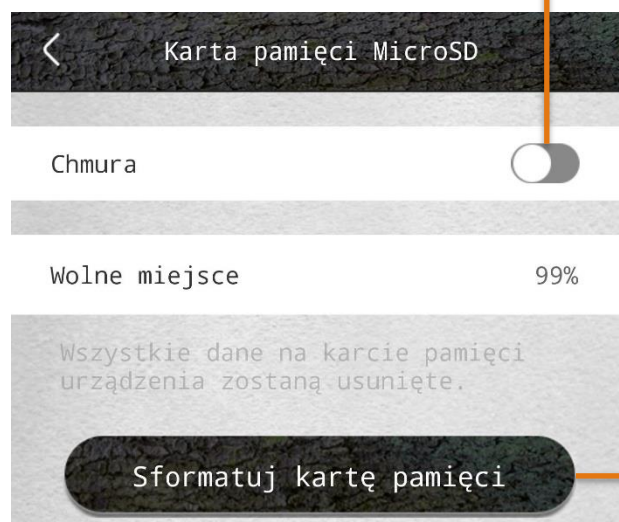 Karta pamięci MicroSD
Chmura
Wolne miejsce 99%
Wszystkie dane na karcie pamięci
urządzenia zostaną usunięte.
Sformatuj kartę pamięci